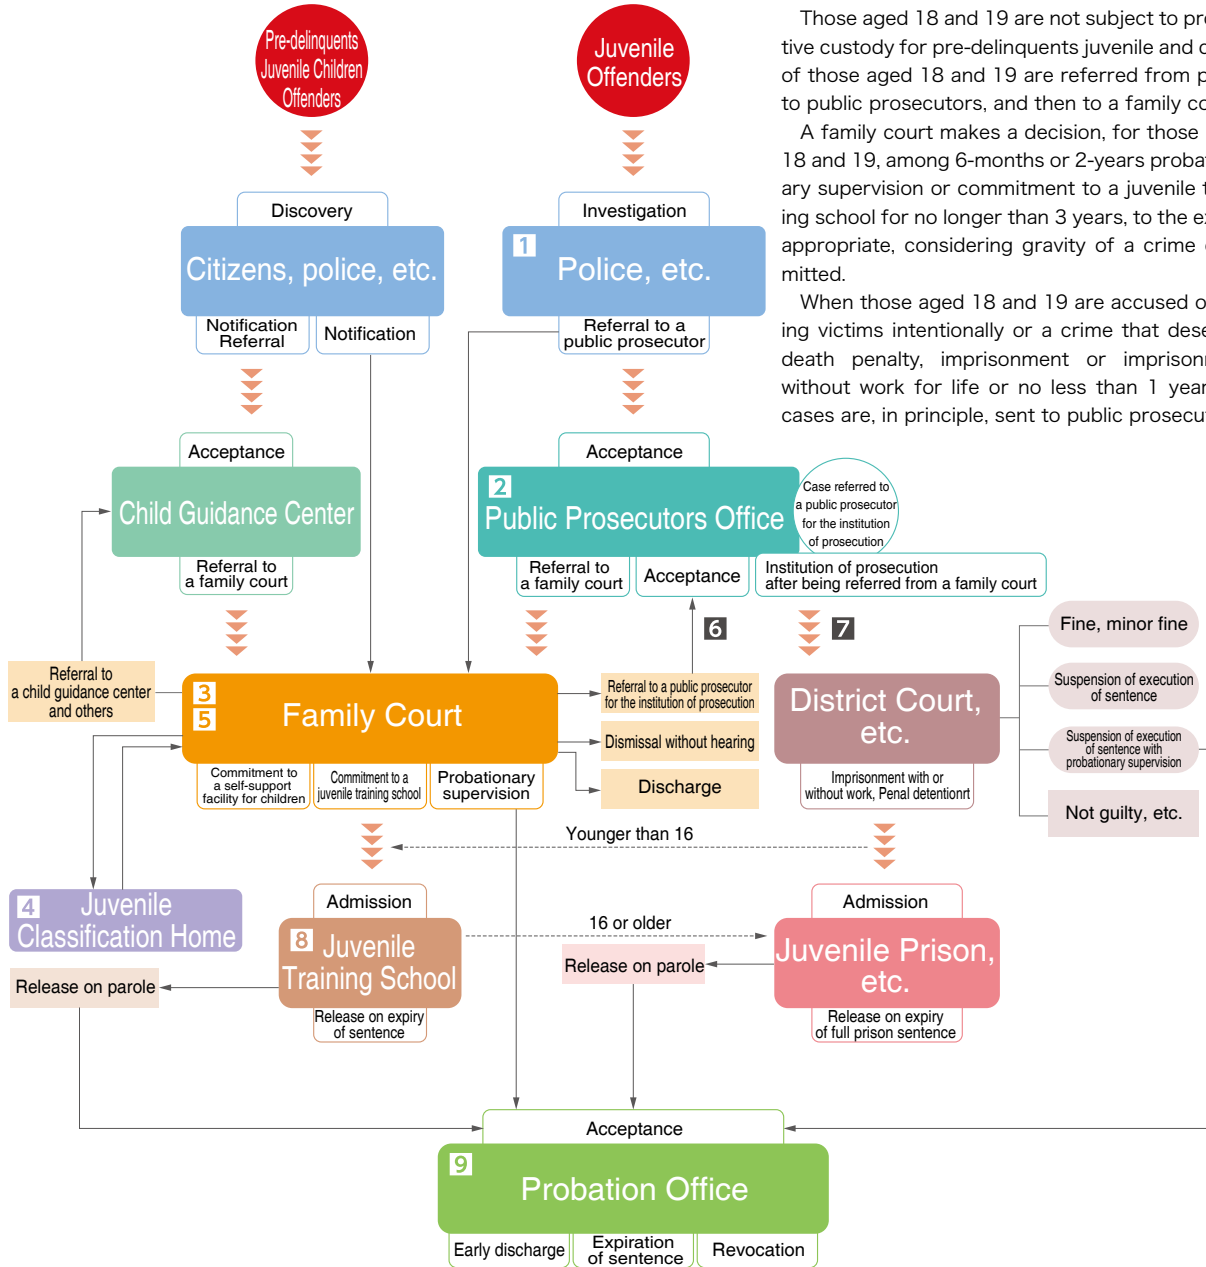 Pre-delinquents
Juvenile Children
Offenders
Juvenile
Offenders
Those aged 18 and 19 are not subject to pre
tive custody for pre-delinquents juvenile and c
of those aged 18 and 19 are referred from p
to public prosecutors, and then to a family co
A family court makes a decision, for those
18 and 19, among 6-months or 2-years probat
ary supervision or commitment to a juvenile t
ing school for no longer than 3 years, to the ex
appropriate, considering gravity of a crime
mitted.
When those aged 18 and 19 are accused o
ing victims intentionally or a crime that dese
death penalty, imprisonment or imprison
without work for life or no less than 1 year
cases are, in principle, sent to public prosecut
Discovery
Citizens, police, etc.
Notification
Referral
Notification
Investigation
1
Police, etc.
Referral to a
public prosecutor
Acceptance
Child Guidance Center
Referral to
a family court
Acceptance
2
Public Prosecutors Office
Case referred to
a public prosecutor
for the institution
of prosecution
Referral to
a family court
Acceptance
Institution of prosecution
after being referred from a family court
6
7
Referral to
a child guidance center
and others
3
5
Family Court
Commitment to
a self-support
facility for children
Commitment to a
juvenile training school
Probationary
supervision
Referral to a public prosecutor
for the institution of prosecution
Dismissal without hearing
Discharge
District Court,
etc.
Imprisonment with or
without work, Penal detentionrt
Fine, minor fine
Suspension of execution
of sentence
Suspension of execution
of sentence with
probationary supervision
Not guilty, etc.
Younger than 16
4
Juvenile
Classification Home
Admission
8
Juvenile
Training School
Release on expiry
of sentence
16 or older
Admission
Juvenile Prison,
etc.
Release on expiry
of full prison sentence
Release on parole
Release on parole
Acceptance
9
Probation Office
Early discharge
Expiration
of sentence
Revocation